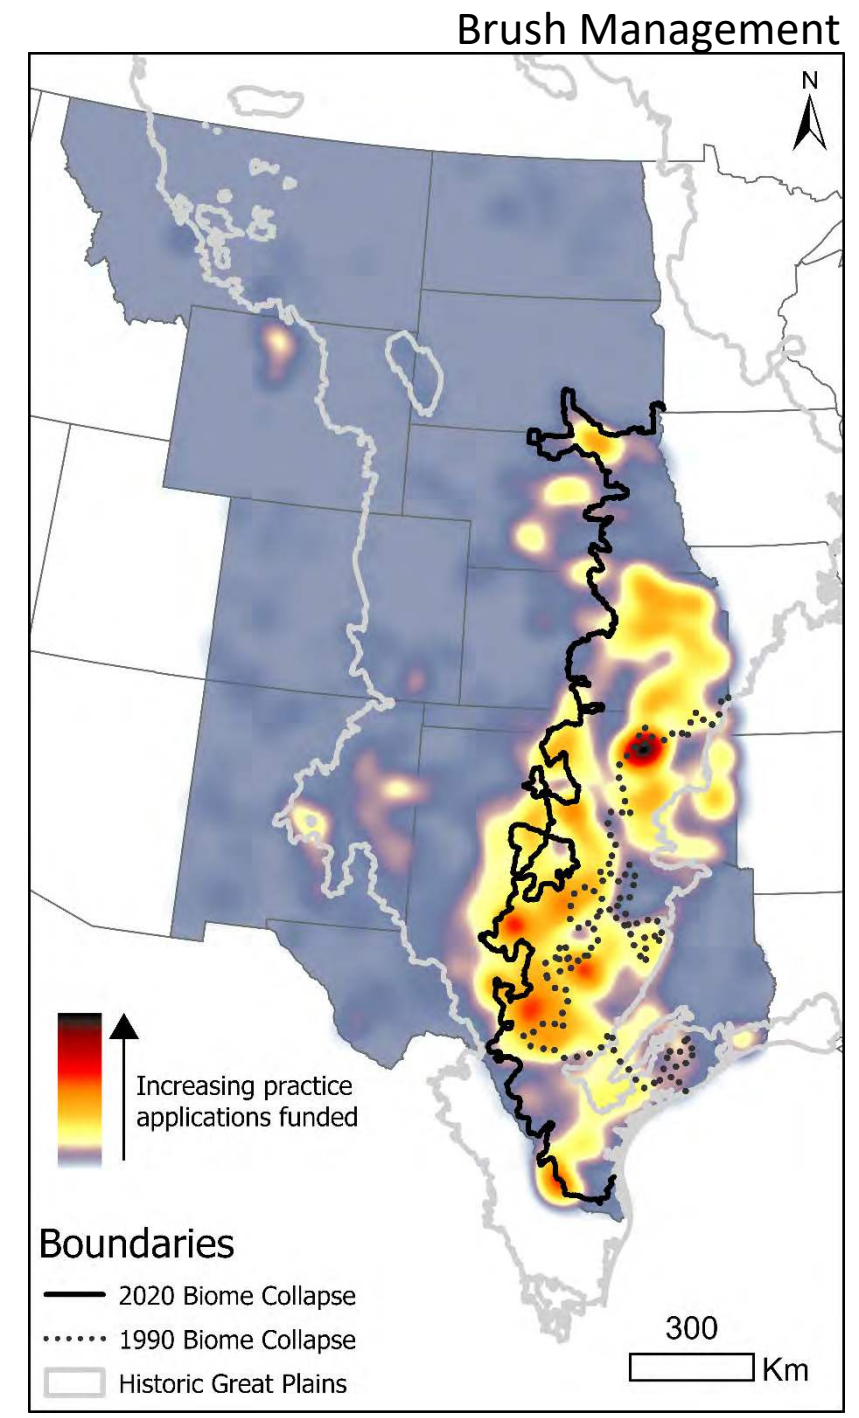 Brush Management
N
Increasing practice
applications funded
Boundaries
2020 Biome Collapse
1990 Biome Collapse
Historic Great Plains
300
Km